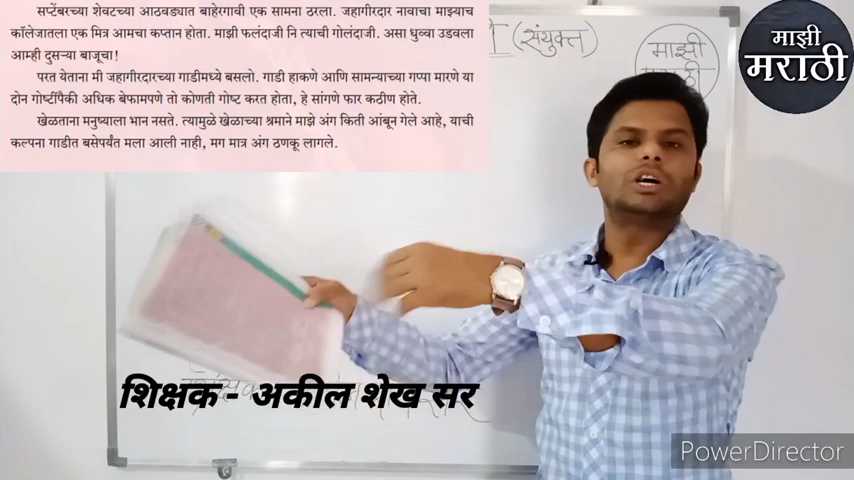 सप्टेंबरच्या शेवटच्या आठवड्यात बाहेरगावी एक सामना ठरला. जहागीरदार नावाचा माझ्याच
कॉलेजातला एक मित्र आमचा कप्तान होता. माझी फलंदाजी नि त्याची गोलंदाजी. असा धुव्वा उडवला
आम्ही दुसऱ्या बाजूचा!
परत येताना मी जहागीरदारच्या गाडीमध्ये बसलो. गाडी हाकणे आणि सामन्याच्या गप्पा मारणे या
दोन गोष्टींपैकी अधिक बेफामपणे तो कोणती गोष्ट करत होता, हे सांगणे फार कठीण होते.
खेळताना मनुष्याला भान नसते. त्यामुळे खेळाच्या श्रमाने माझे अंग किती आंबून गेले आहे, याची
कल्पना गाडीत बसेपर्यंत मला आली नाही, मग मात्र अंग ठणकू लागले.
(संयुक्त)
माझी
माझी
मराठी
शिक्षक - अकील शेख सर
PowerDirector